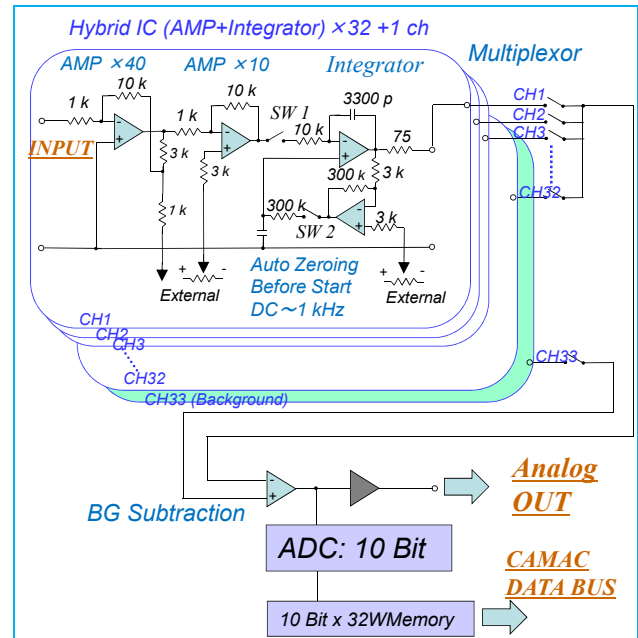 Hybrid IC (AMP+Integrator) ×32 +1 ch
AMP ×40
AMP ×10
Integrator
Multiplexor
10 k
10 k
3300 p
1 k
1 k
SW 1
10 k
75
INPUT
3 k
3 k
300 k
3 k
1 k
300 k
SW 2
3 k
External
Auto Zeroing
Before Start
DC～1 kHz
External
CH1
CH2
CH3
CH32
CH1
CH2
CH3
CH32
CH33 (Background)
CH33
BG Subtraction
Analog
OUT
ADC: 10 Bit
CAMAC
DATA BUS
10 Bit x 32WMemory